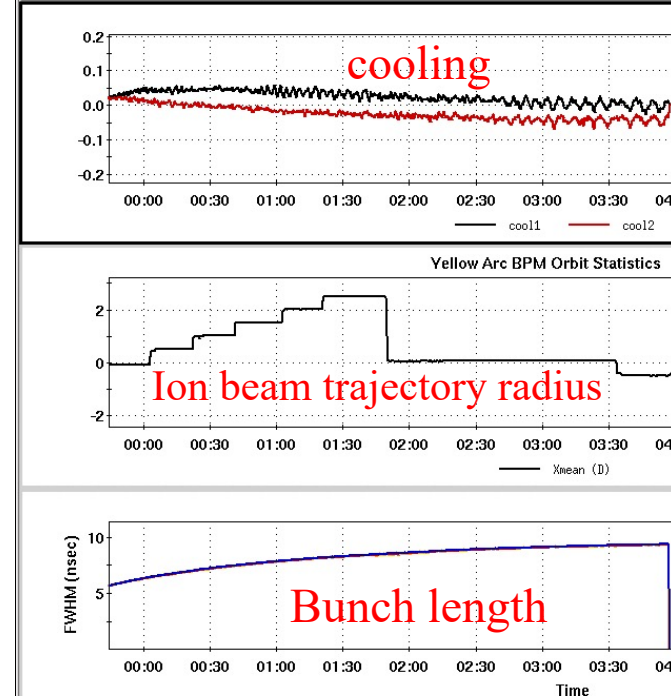 0.2
0.1
0.0
-0.1
-0.2
cooling
00:00 00:30 01:00 01:30 02:00 02:30 03:00 03:30 04
cool1 cool2
Yellow Arc BPM Orbit Statistics
2
0
-2
Ion beam trajectory radius
00:00 00:30 01:00 01:30 02:00 02:30 03:00 03:30 04
Xmean (D)
FWHM (nsec)
10
5
Bunch length
00:00 00:30 01:00 01:30 02:00 02:30 03:00 03:30 04
Time